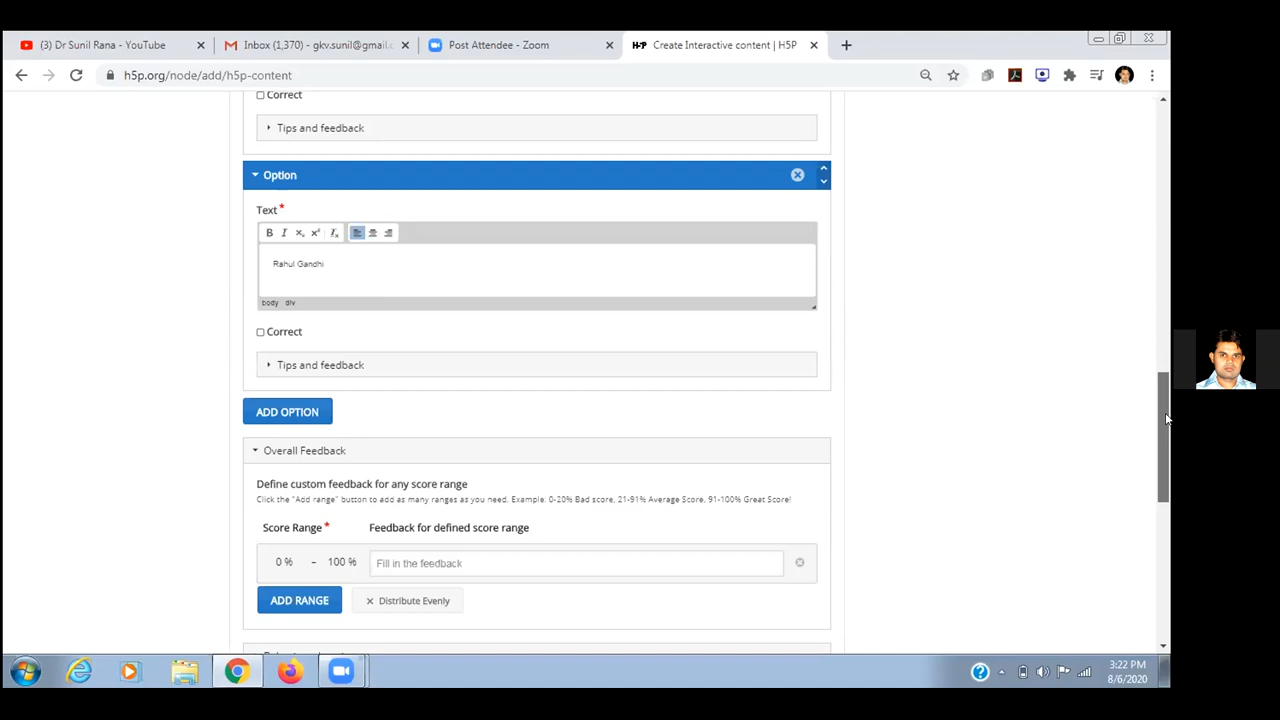 (3) Dr Sunil Rana - YouTube
Inbox (1,370) - gkv.sunil@gmail.c
Post Attendee - Zoom
H5P Create Interactive content | H5P
h5p.org/node/add/h5p-content
Correct
Tips and feedback
Option
Text*
B I x₂ x² Ix
Rahul Gandhi
body div
Correct
Tips and feedback
ADD OPTION
Overall Feedback
Define custom feedback for any score range
Click the "Add range" button to add as many ranges as you need. Example: 0-20% Bad score, 21-91% Average Score, 91-100% Great Score!
Score Range * Feedback for defined score range
0 % – 100 % Fill in the feedback
ADD RANGE Distribute Evenly
3:22 PM
8/6/2020